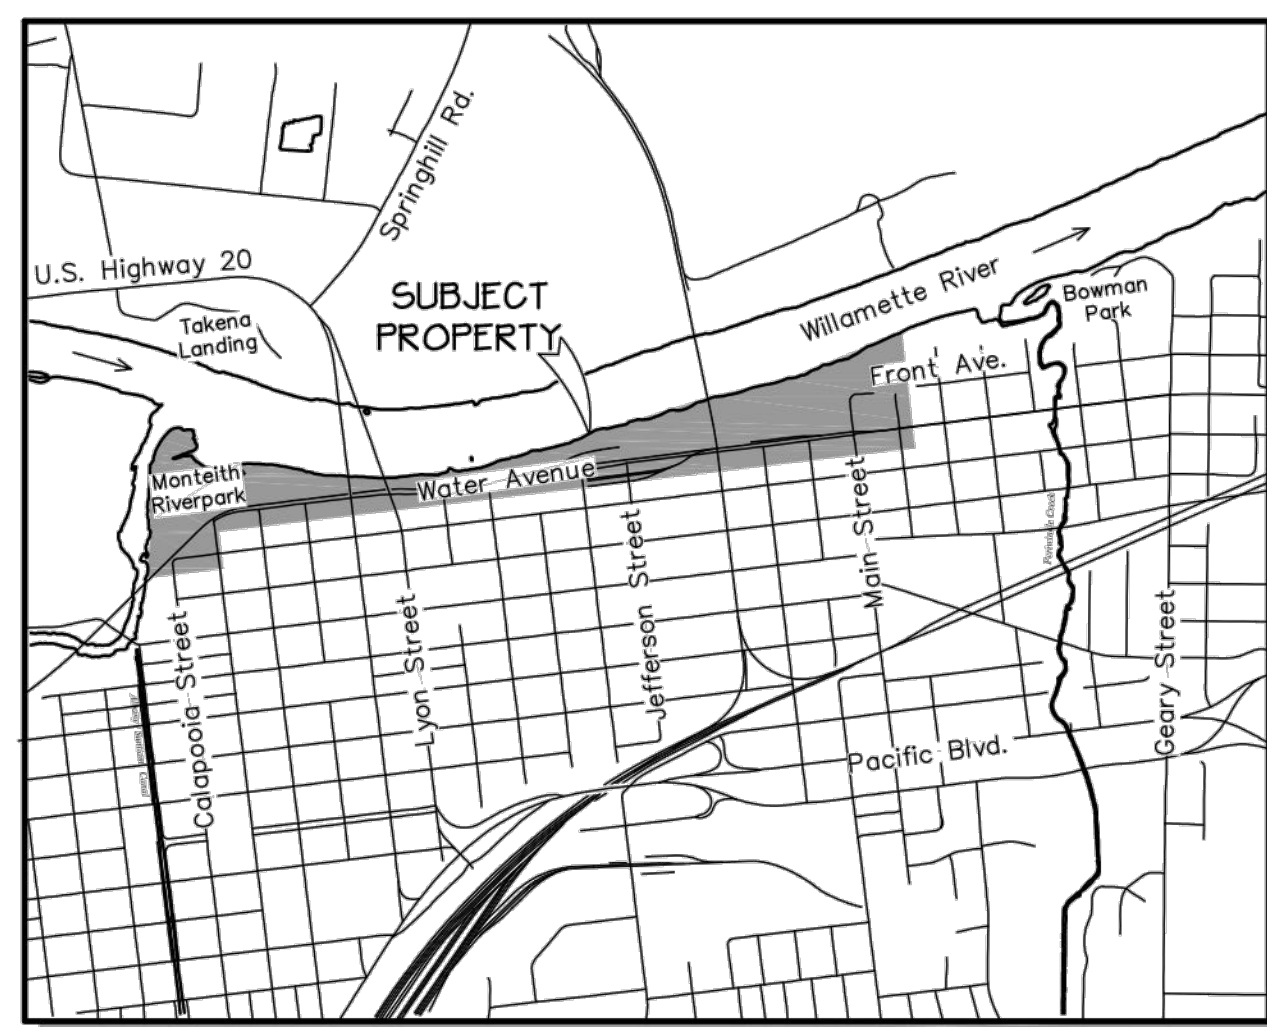 Springhill Rd.
U.S. Highway 20
SUBJECT
PROPERTY
Takena
Landing
Willamette River
Bowman
Park
Front Ave.
Monteith
Riverpark
Water Avenue
Main Street
Jefferson Street
Lyon Street
Calapooia Street
Geary Street
Pacific Blvd.